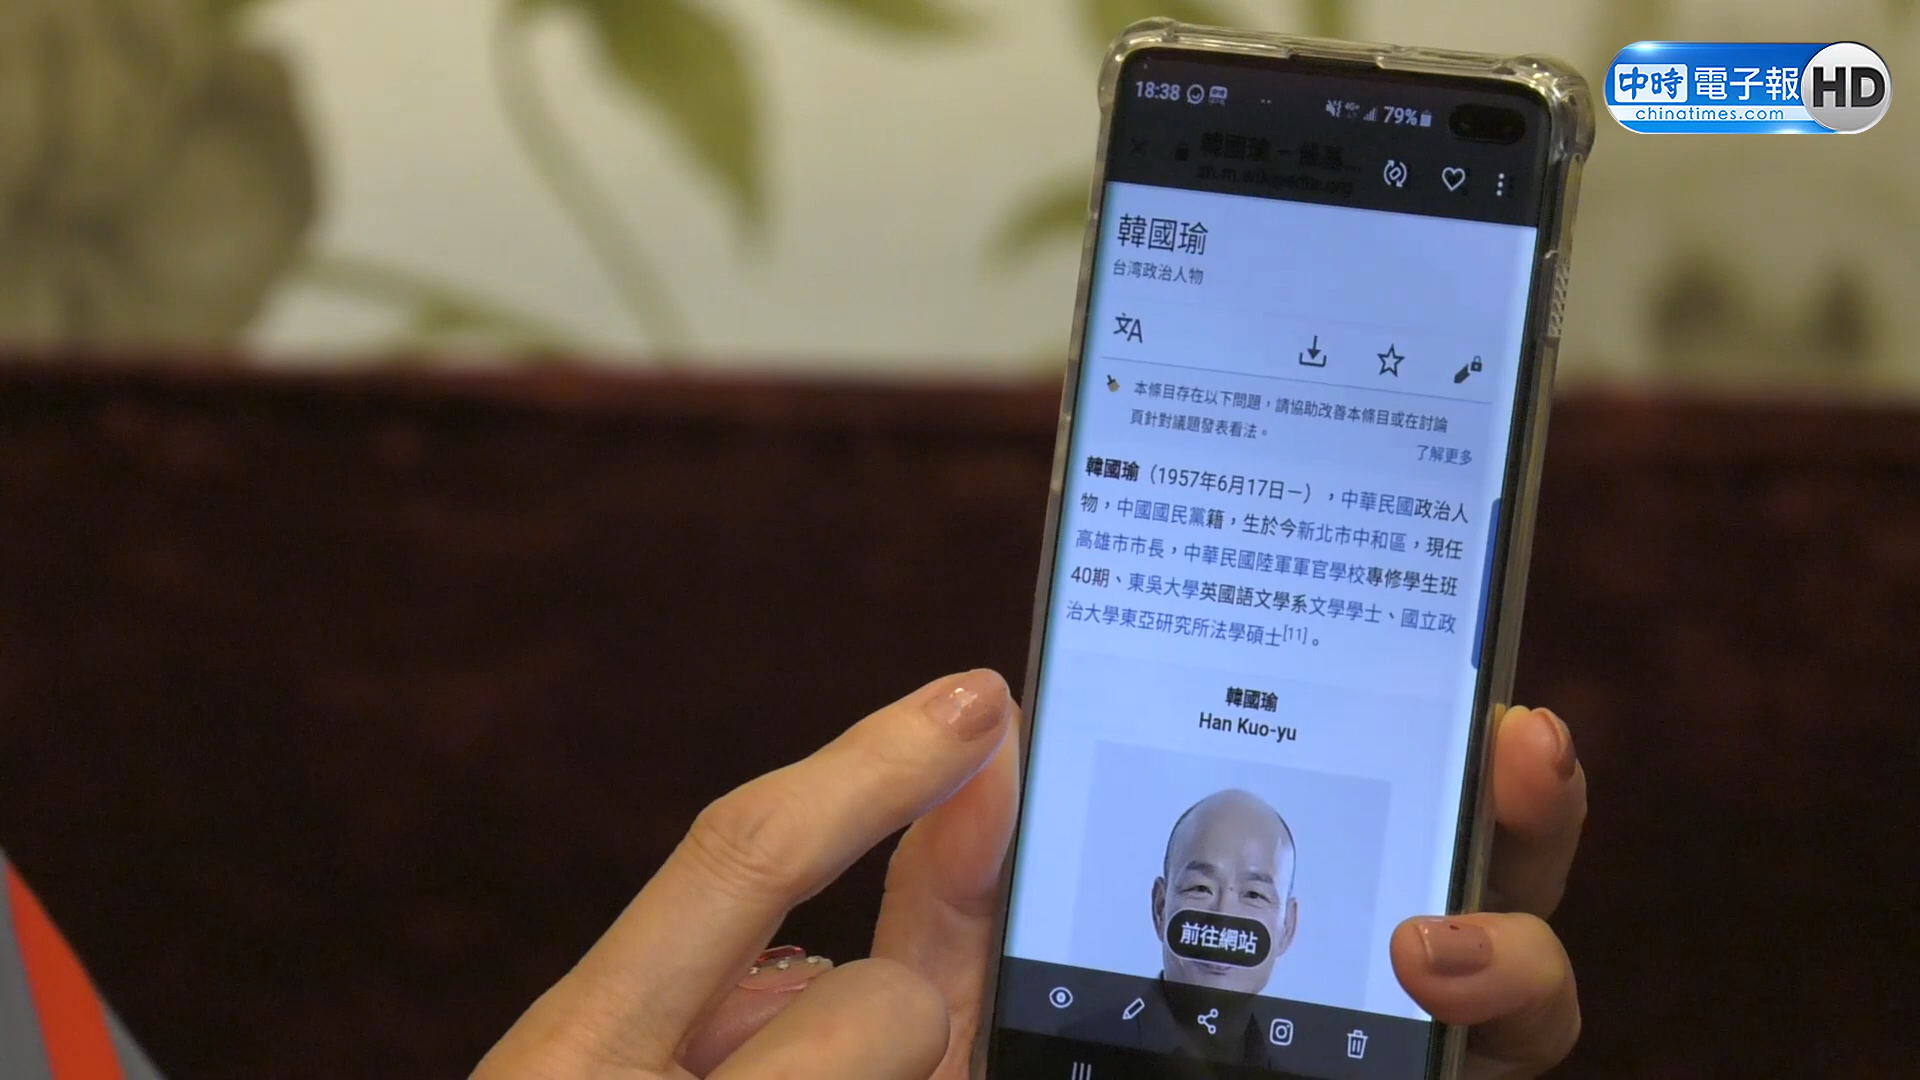 中時 電子報 HD
chinatimes.com
18:38
79%
韓國瑜 – 維基...
zh.m.wikipedia.org
韓國瑜
台湾政治人物
文A
本條目存在以下問題，請協助改善本條目或在討論
頁針對議題發表看法。
了解更多
韓國瑜（1957年6月17日－），中華民國政治人
物，中國國民黨籍，生於今新北市中和區，現任
高雄市市長，中華民國陸軍軍官學校專修學生班
40期、東吳大學英國語文學系文學學士、國立政
治大學東亞研究所法學碩士[11]。
韓國瑜
Han Kuo-yu
前往網站